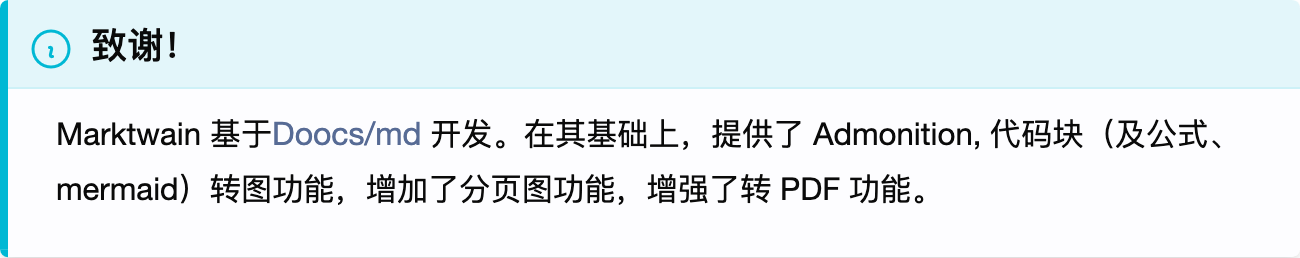 致谢！
Marktwain 基于Doocs/md 开发。在其基础上，提供了 Admonition, 代码块（及公式、
mermaid）转图功能，增加了分页图功能，增强了转 PDF 功能。